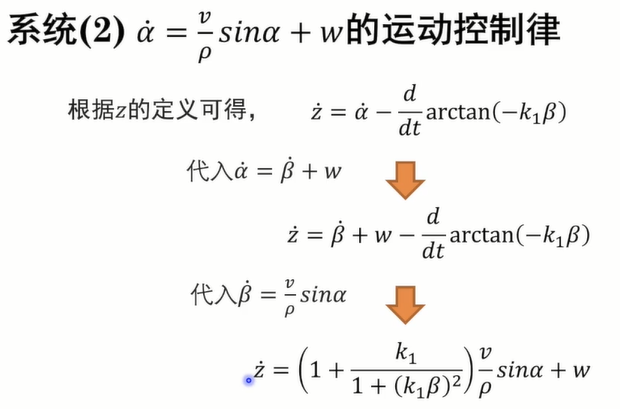 系统(2) α̇ = v/ρ sinα + w的运动控制律
根据z的定义可得， ż = α̇ − d/dt arctan(−k₁β)
代入α̇ = β̇ + w
ż = β̇ + w − d/dt arctan(−k₁β)
代入β̇ = v/ρ sinα
ż = (1 + k₁/(1 + (k₁β)²)) v/ρ sinα + w